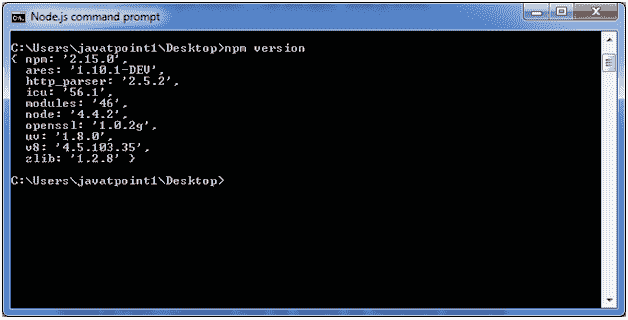 Node.js command prompt
C:\Users\javatpoint1\Desktop>npm version
{ npm: '2.15.0',
ares: '1.10.1-DEV',
http_parser: '2.5.2',
icu: '56.1',
modules: '46',
node: '4.4.2',
openssl: '1.0.2g',
uv: '1.8.0',
v8: '4.5.103.35',
zlib: '1.2.8' }
C:\Users\javatpoint1\Desktop>